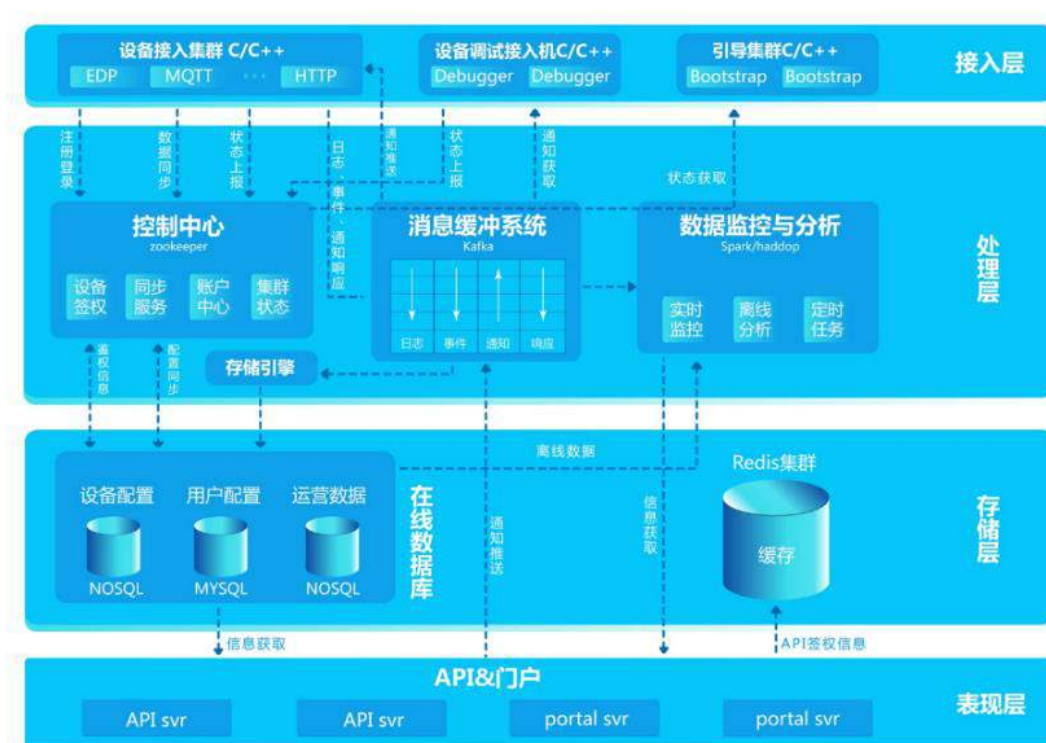 设备接入集群 C/C++
EDP
MQTT
···
HTTP
设备调试接入机C/C++
Debugger
Debugger
引导集群C/C++
Bootstrap
Bootstrap
接入层
注册登录
数据同步
状态上报
日志、事件、通知响应
通知推送
状态上报
通知获取
状态获取
控制中心
zookeeper
设备签权
同步服务
账户中心
集群状态
消息缓冲系统
Kafka
日志
事件
通知
响应
数据监控与分析
Spark/haddop
实时监控
离线分析
定时任务
处理层
鉴权信息
配置同步
存储引擎
离线数据
设备配置
用户配置
运营数据
NOSQL
MYSQL
NOSQL
在线数据库
通知推送
信息获取
Redis集群
缓存
存储层
信息获取
API签权信息
API&门户
API svr
API svr
portal svr
portal svr
表现层